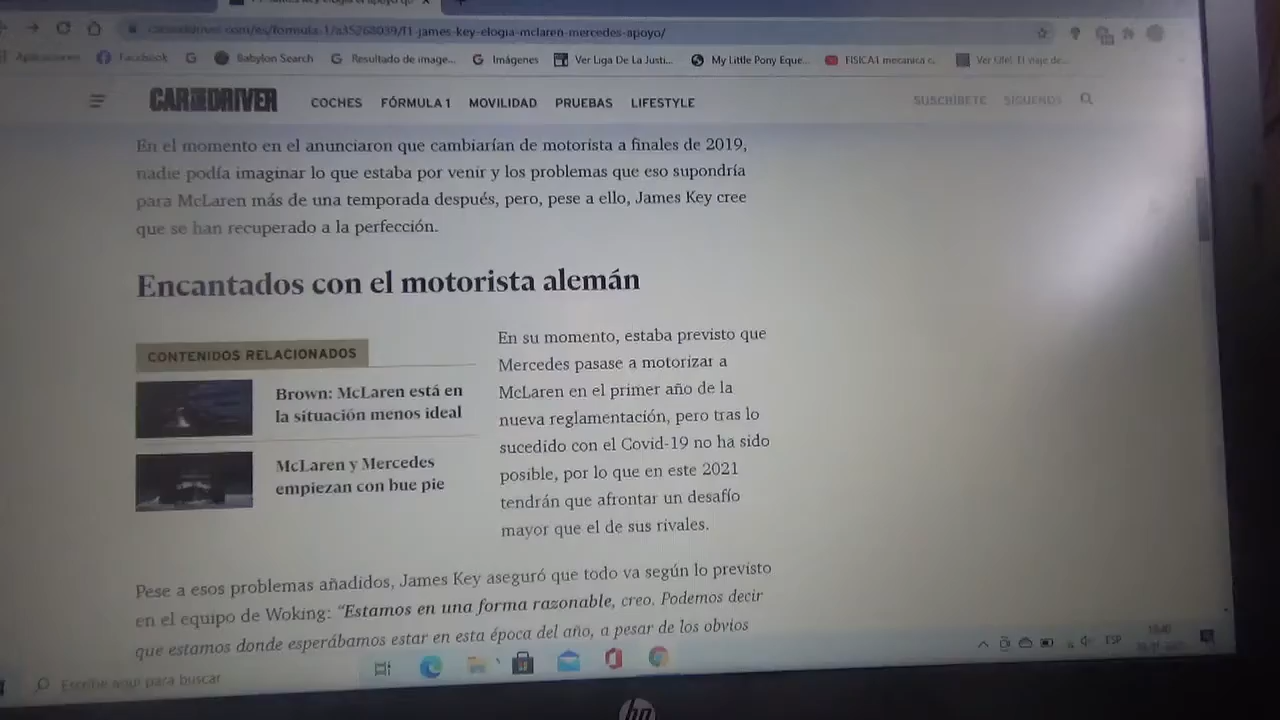 caranddriver.com/es/formula-1/a35768039/f1-james-key-elogia-mclaren-mercedes-apoyo/
Aplicaciones Facebook Babylon Search Resultado de image... Imágenes Ver Liga De La Justi... My Little Pony Eque... FISICA1 mecanica c.
CAR AND DRIVER COCHES FÓRMULA 1 MOVILIDAD PRUEBAS LIFESTYLE SUSCRÍBETE SÍGUENOS
En el momento en el anunciaron que cambiarían de motorista a finales de 2019,
nadie podía imaginar lo que estaba por venir y los problemas que eso supondría
para McLaren más de una temporada después, pero, pese a ello, James Key cree
que se han recuperado a la perfección.
Encantados con el motorista alemán
CONTENIDOS RELACIONADOS
Brown: McLaren está en
la situación menos ideal
McLaren y Mercedes
empiezan con bue pie
En su momento, estaba previsto que
Mercedes pasase a motorizar a
McLaren en el primer año de la
nueva reglamentación, pero tras lo
sucedido con el Covid-19 no ha sido
posible, por lo que en este 2021
tendrán que afrontar un desafío
mayor que el de sus rivales.
Pese a esos problemas añadidos, James Key aseguró que todo va según lo previsto
en el equipo de Woking: “Estamos en una forma razonable, creo. Podemos decir
que estamos donde esperábamos estar en esta época del año, a pesar de los obvios
Escribe aquí para buscar
ESP
hp